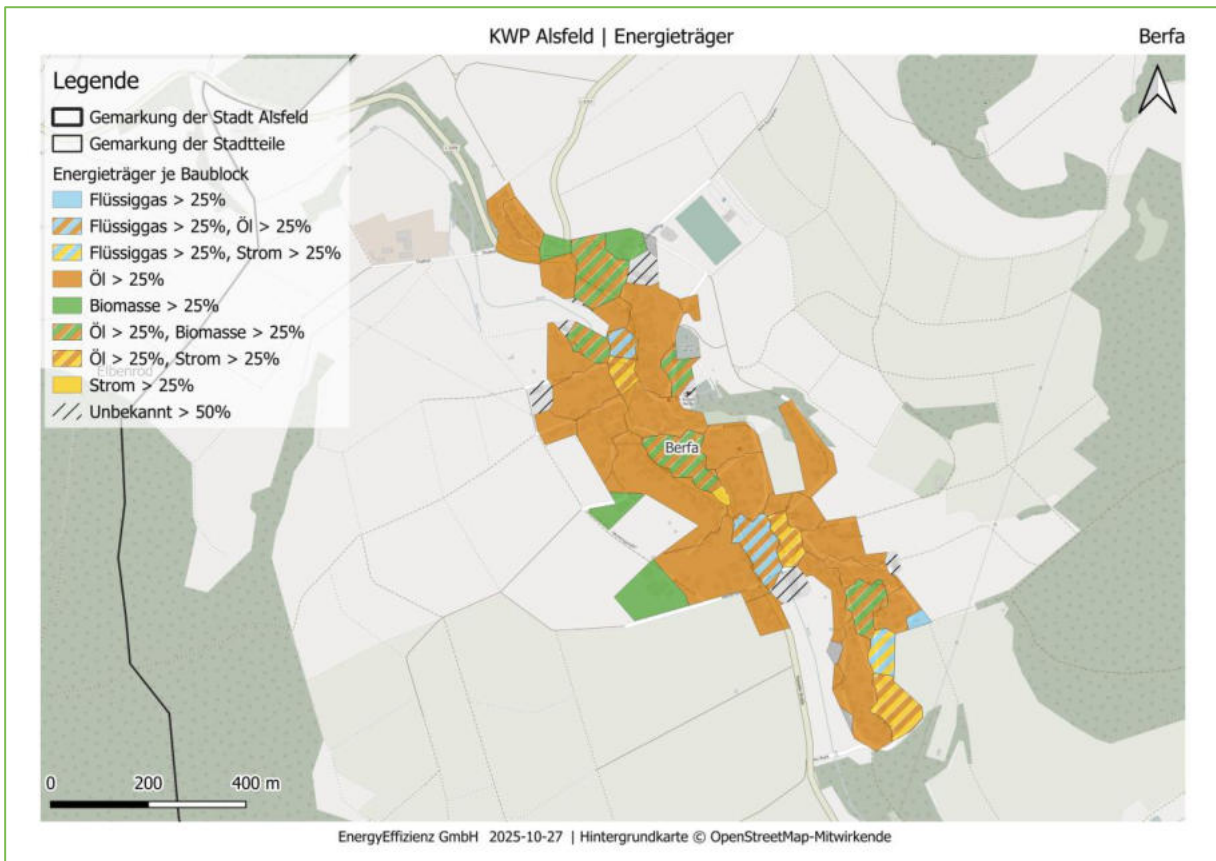 KWP Alsfeld | Energieträger
Berfa
Legende
Gemarkung der Stadt Alsfeld
Gemarkung der Stadtteile
Energieträger je Baublock
Flüssiggas > 25%
Flüssiggas > 25%, Öl > 25%
Flüssiggas > 25%, Strom > 25%
Öl > 25%
Biomasse > 25%
Öl > 25%, Biomasse > 25%
Öl > 25%, Strom > 25%
Strom > 25%
Unbekannt > 50%
Elbenrod
Berfa
0 200 400 m
EnergyEffizienz GmbH 2025-10-27 | Hintergrundkarte © OpenStreetMap-Mitwirkende